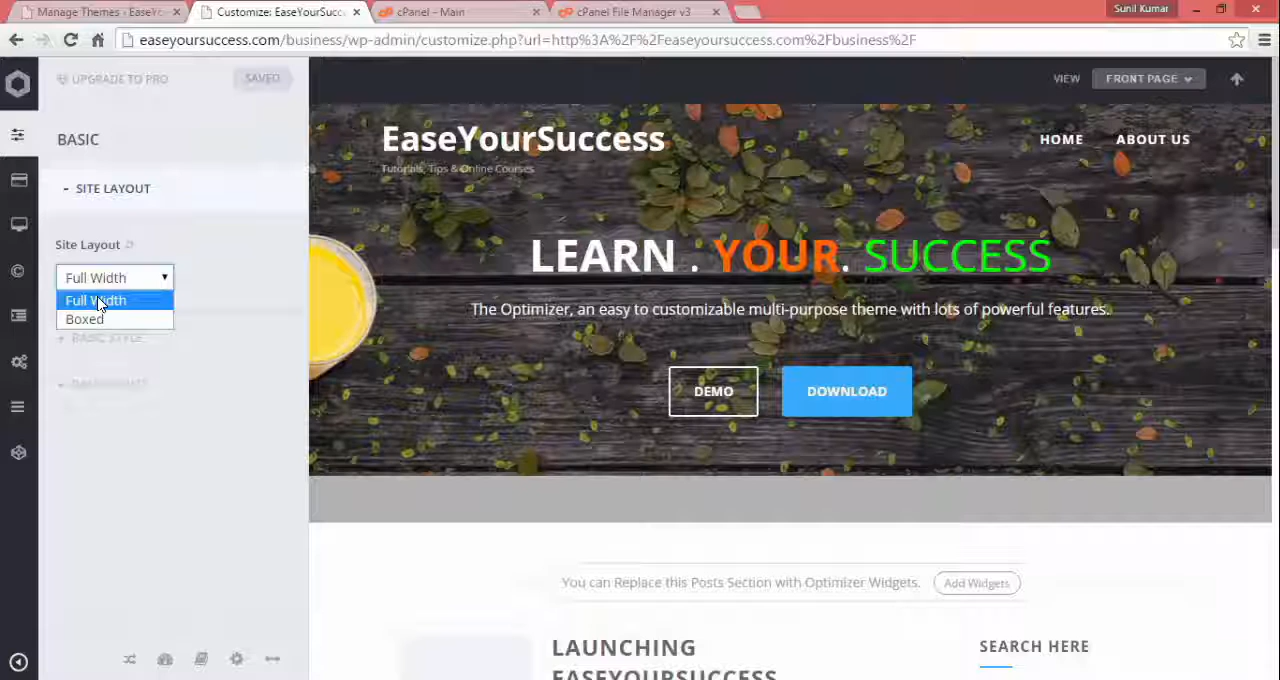 Manage Themes ‹ EaseYo
Customize: EaseYourSucc
cPanel - Main
cPanel File Manager v3
Sunil Kumar
easeyoursuccess.com/business/wp-admin/customize.php?url=http%3A%2F%2Feaseyoursuccess.com%2Fbusiness%2F
UPGRADE TO PRO
SAVED
VIEW
FRONT PAGE
BASIC
- SITE LAYOUT
Site Layout
Full Width
Full Width
Boxed
+ BASIC STYLE
EaseYourSuccess
Tutorials, Tips & Online Courses
HOME
ABOUT US
LEARN . YOUR. SUCCESS
The Optimizer, an easy to customizable multi-purpose theme with lots of powerful features.
DEMO
DOWNLOAD
You can Replace this Posts Section with Optimizer Widgets.
Add Widgets
LAUNCHING
EASEYOURSUCCESS
SEARCH HERE